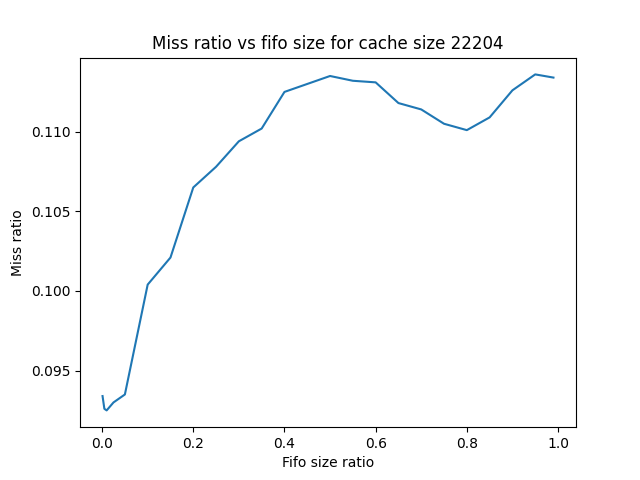 Miss ratio vs fifo size for cache size 22204
0.110
0.105
0.100
0.095
Miss ratio
0.0 0.2 0.4 0.6 0.8 1.0
Fifo size ratio